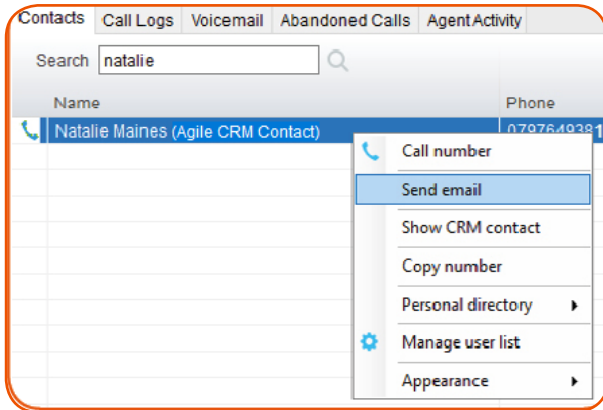 Contacts Call Logs Voicemail Abandoned Calls Agent Activity
Search natalie
Name Phone
Natalie Maines (Agile CRM Contact) 0797649381
Call number
Send email
Show CRM contact
Copy number
Personal directory
Manage user list
Appearance